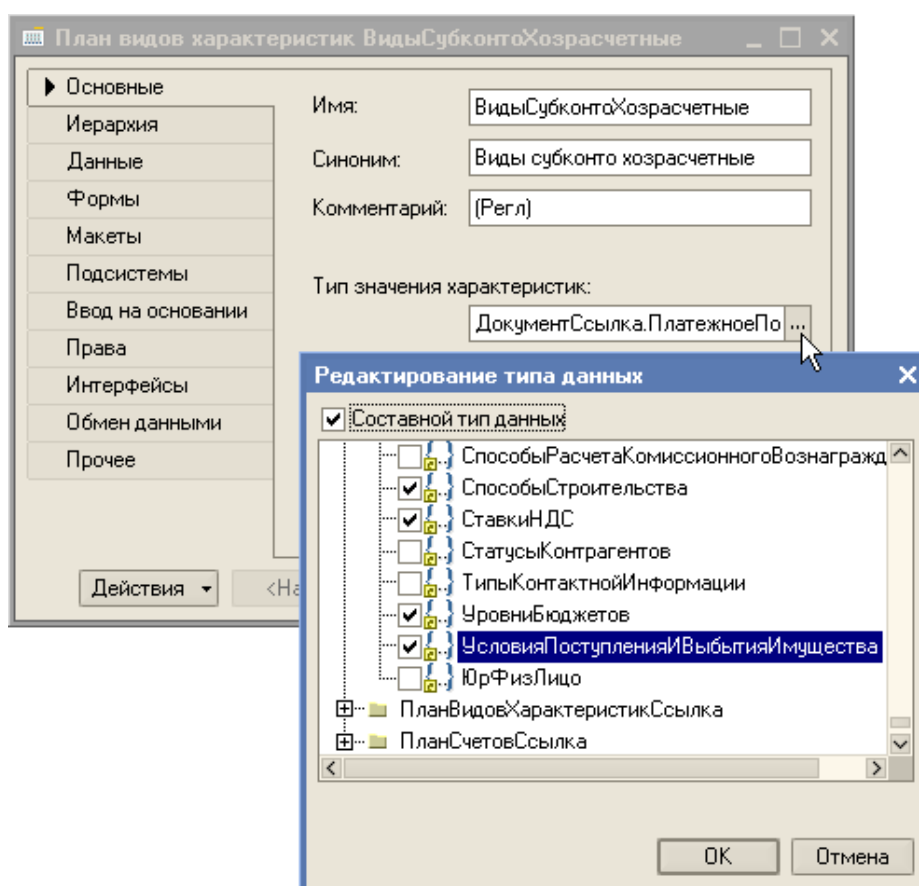 План видов характеристик ВидыСубконтоХозрасчетные
Основные
Иерархия
Данные
Формы
Макеты
Подсистемы
Ввод на основании
Права
Интерфейсы
Обмен данными
Прочее
Имя:
ВидыСубконтоХозрасчетные
Синоним:
Виды субконто хозрасчетные
Комментарий:
(Регл)
Тип значения характеристик:
ДокументСсылка.ПлатежноеПо ...
Действия
<На
Редактирование типа данных
Составной тип данных
СпособыРасчетаКомиссионногоВознагражд
СпособыСтроительства
СтавкиНДС
СтатусыКонтрагентов
ТипыКонтактнойИнформации
УровниБюджетов
УсловияПоступленияИВыбытияИмущества
ЮрФизЛицо
ПланВидовХарактеристикСсылка
ПланСчетовСсылка
OK
Отмена